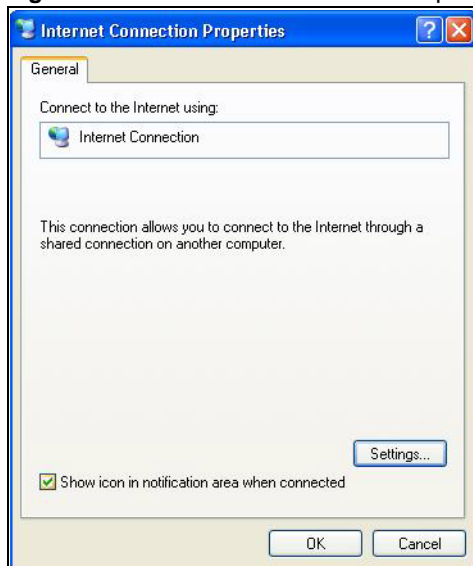 Internet Connection Properties
General
Connect to the Internet using:
Internet Connection
This connection allows you to connect to the Internet through a
shared connection on another computer.
Settings...
Show icon in notification area when connected
OK
Cancel